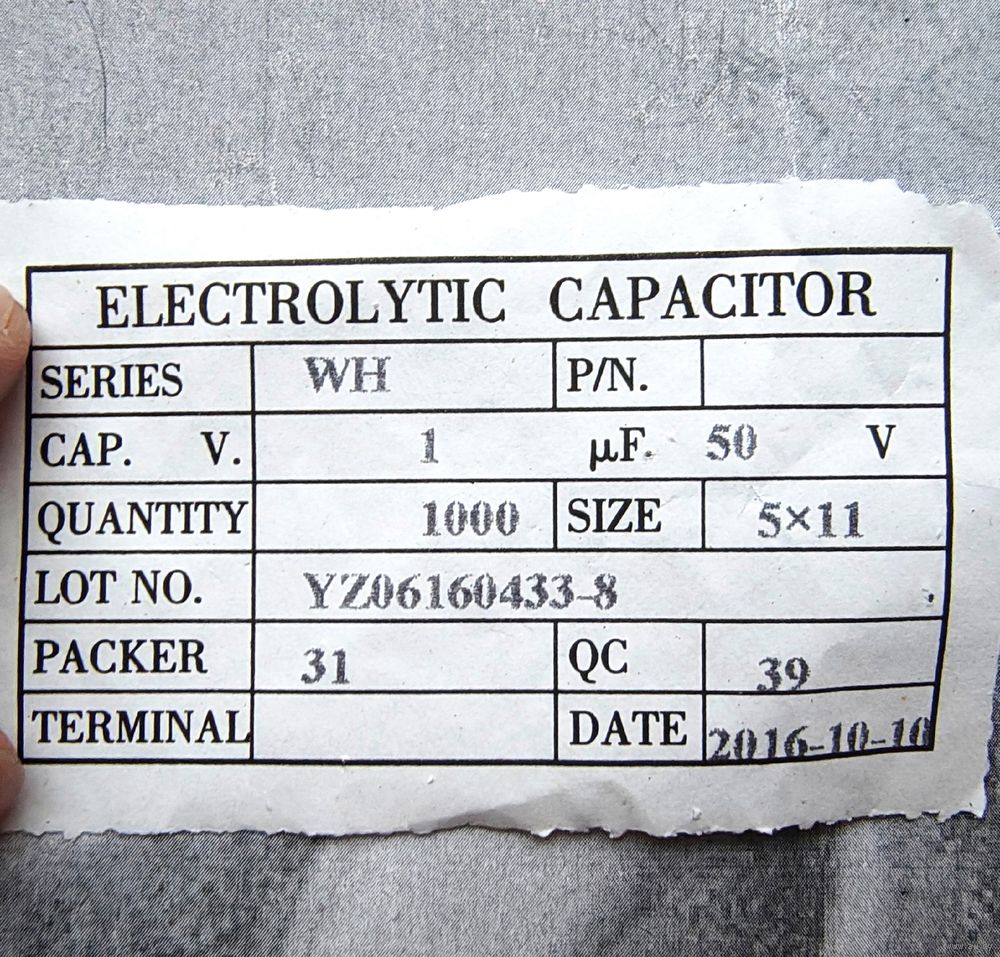 ELECTROLYTIC CAPACITOR
SERIES WH P/N.
CAP. V. 1 μF. 50 V
QUANTITY 1000 SIZE 5×11
LOT NO. YZ06160433-8
PACKER 31 QC 39
TERMINAL DATE 2016-10-10